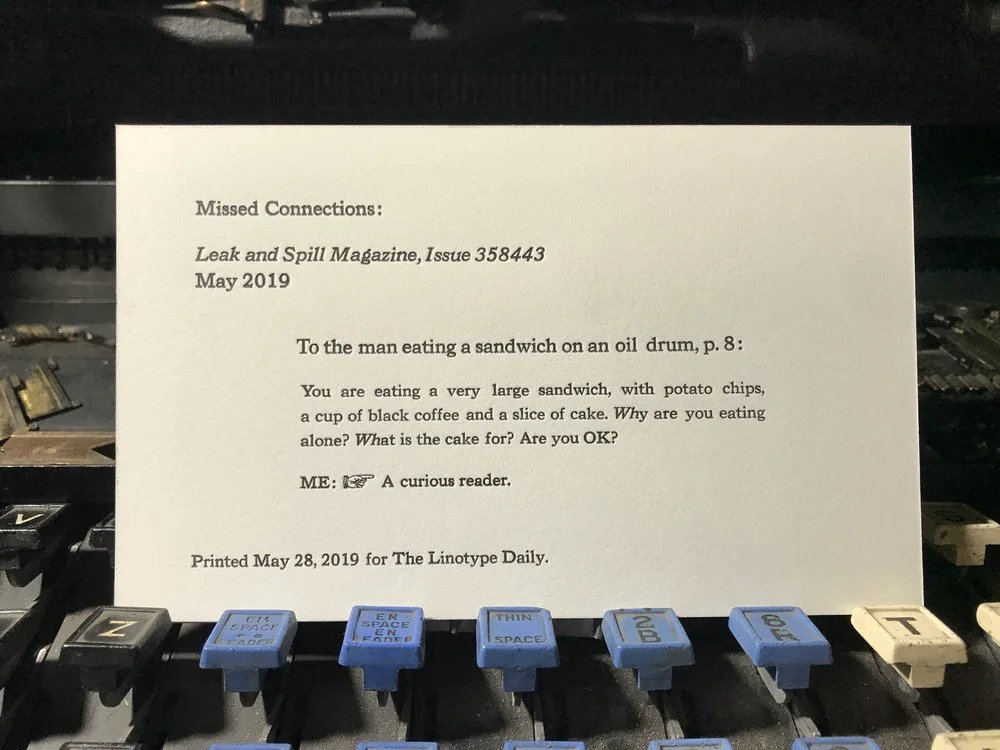 Missed Connections:
Leak and Spill Magazine, Issue 358443
May 2019
To the man eating a sandwich on an oil drum, p. 8:
You are eating a very large sandwich, with potato chips,
a cup of black coffee and a slice of cake. Why are you eating
alone? What is the cake for? Are you OK?
ME: ☞ A curious reader.
Printed May 28, 2019 for The Linotype Daily.
V
Z
EM
SPACE
LEADER
EN
SPACE
EN
LEADER
THIN
SPACE
T